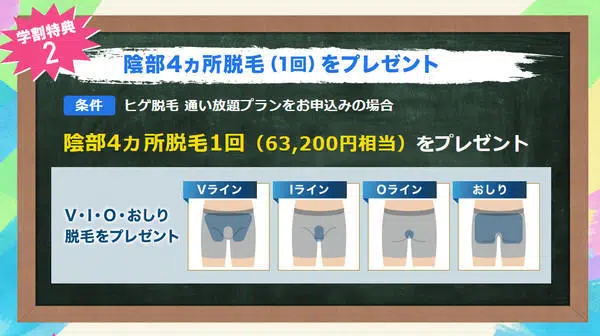 学割特典
2
陰部4ヵ所脱毛（1回）をプレゼント
条件 ヒゲ脱毛 通い放題プランをお申込みの場合
陰部4ヵ所脱毛1回（63,200円相当）をプレゼント
V・I・O・おしり
脱毛をプレゼント
Vライン
Iライン
Oライン
おしり